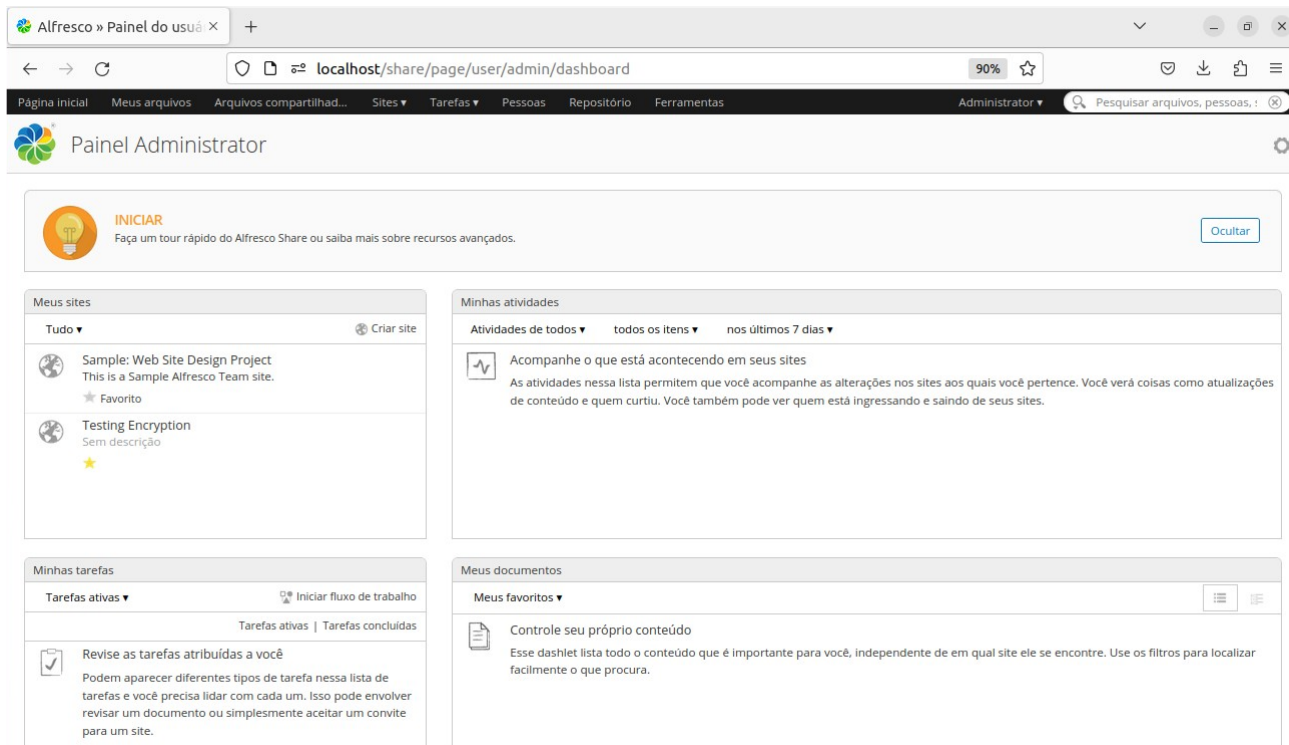 Alfresco » Painel do usuá
localhost/share/page/user/admin/dashboard
90%
Página inicial Meus arquivos Arquivos compartilhad... Sites ▾ Tarefas ▾ Pessoas Repositório Ferramentas Administrator ▾ Pesquisar arquivos, pessoas, :
Painel Administrator
INICIAR
Faça um tour rápido do Alfresco Share ou saiba mais sobre recursos avançados.
Ocultar
Meus sites
Tudo ▾ Criar site
Sample: Web Site Design Project
This is a Sample Alfresco Team site.
Favorito
Testing Encryption
Sem descrição
Minhas atividades
Atividades de todos ▾ todos os itens ▾ nos últimos 7 dias ▾
Acompanhe o que está acontecendo em seus sites
As atividades nessa lista permitem que você acompanhe as alterações nos sites aos quais você pertence. Você verá coisas como atualizações
de conteúdo e quem curtiu. Você também pode ver quem está ingressando e saindo de seus sites.
Minhas tarefas
Tarefas ativas ▾ Iniciar fluxo de trabalho
Tarefas ativas | Tarefas concluídas
Revise as tarefas atribuídas a você
Podem aparecer diferentes tipos de tarefa nessa lista de
tarefas e você precisa lidar com cada um. Isso pode envolver
revisar um documento ou simplesmente aceitar um convite
para um site.
Meus documentos
Meus favoritos ▾
Controle seu próprio conteúdo
Esse dashlet lista todo o conteúdo que é importante para você, independente de em qual site ele se encontre. Use os filtros para localizar
facilmente o que procura.